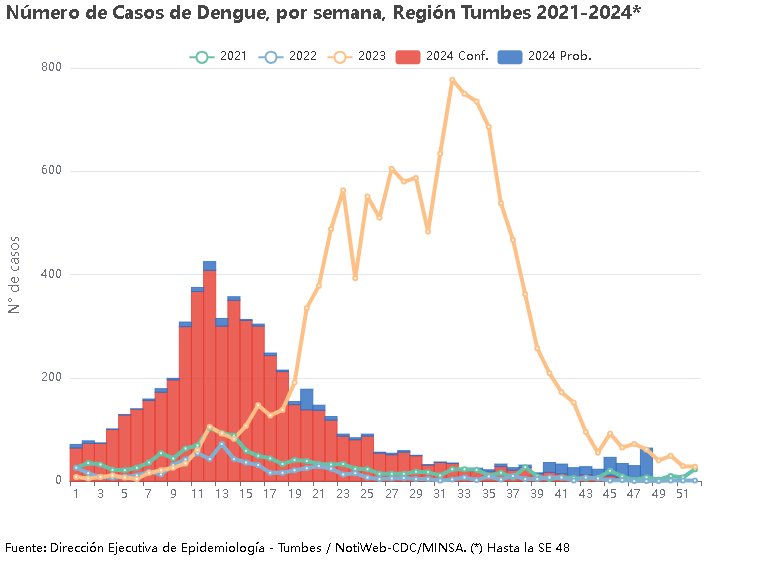 Número de Casos de Dengue, por semana, Región Tumbes 2021-2024*
2021 2022 2023 2024 Conf. 2024 Prob.
800
600
400
200
0
N° de casos
1 3 5 7 9 11 13 15 17 19 21 23 25 27 29 31 33 35 37 39 41 43 45 47 49 51
Fuente: Dirección Ejecutiva de Epidemiología - Tumbes / NotiWeb-CDC/MINSA. (*) Hasta la SE 48